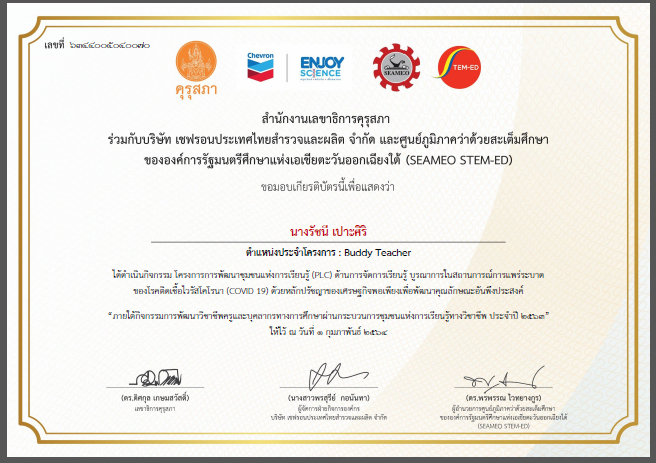 เลขที่ ๖๓๔๔๐๐๕๐๔๐๐๗๐
คุรุสภา
Chevron
ENJOY
SCIENCE
SEAMEO
STEM-ED
สำนักงานเลขาธิการคุรุสภา
ร่วมกับบริษัท เชฟรอนประเทศไทยสำรวจและผลิต จำกัด และศูนย์ภูมิภาคว่าด้วยสะเต็มศึกษา
ขององค์การรัฐมนตรีศึกษาแห่งเอเชียตะวันออกเฉียงใต้ (SEAMEO STEM-ED)
ขอมอบเกียรติบัตรนี้เพื่อแสดงว่า
นางรัชนี เปาะศิริ
ตำแหน่งประจำโครงการ : Buddy Teacher
ได้ดำเนินกิจกรรม โครงการการพัฒนาชุมชนแห่งการเรียนรู้ (PLC) ด้านการจัดการเรียนรู้ บูรณาการในสถานการณ์การแพร่ระบาด
ของโรคติดเชื้อไวรัสโคโรนา (COVID 19) ด้วยหลักปรัชญาของเศรษฐกิจพอเพียงเพื่อพัฒนาคุณลักษณะอันพึงประสงค์
"ภายใต้กิจกรรมการพัฒนาวิชาชีพครูและบุคลากรทางการศึกษาผ่านกระบวนการชุมชนแห่งการเรียนรู้ทางวิชาชีพ ประจำปี ๒๕๖๓"
ให้ไว้ ณ วันที่ ๑ กุมภาพันธ์ ๒๕๖๔
(ดร.ดิศกุล เกษมสวัสดิ์)
เลขาธิการคุรุสภา
(นางสาวพรสุรีย์ กอนันทา)
ผู้จัดการฝ่ายกิจการองค์กร
บริษัท เชฟรอนประเทศไทยสำรวจและผลิต จำกัด
(ดร.พรพรรณ ไวทยางกูร)
ผู้อำนวยการศูนย์ภูมิภาคว่าด้วยสะเต็มศึกษา
ขององค์การรัฐมนตรีศึกษาแห่งเอเชียตะวันออกเฉียงใต้
(SEAMEO STEM-ED)